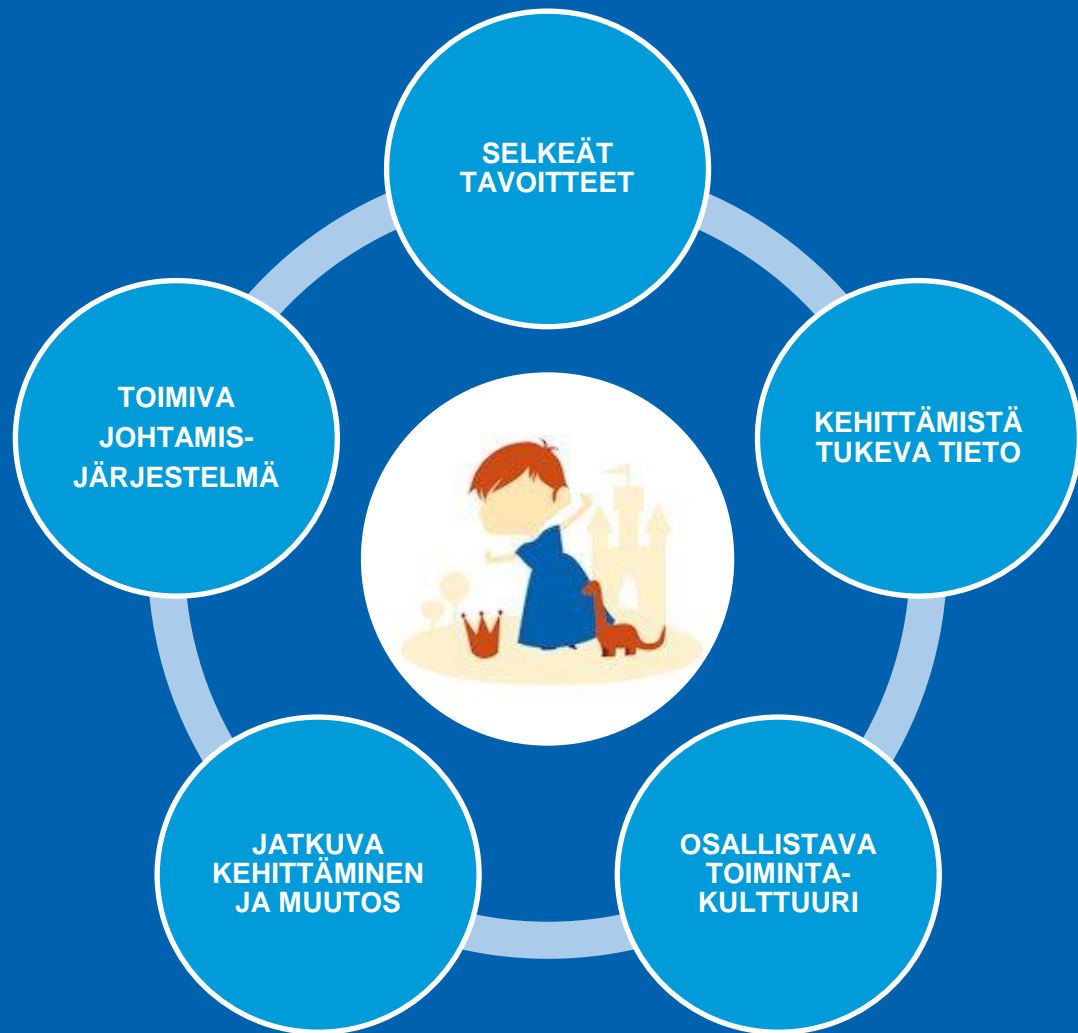 SELKEÄT
TAVOITTEET
KEHITTÄMISTÄ
TUKEVA TIETO
OSALLISTAVA
TOIMINTA-
KULTTUURI
JATKUVA
KEHITTÄMINEN
JA MUUTOS
TOIMIVA
JOHTAMIS-
JÄRJESTELMÄ